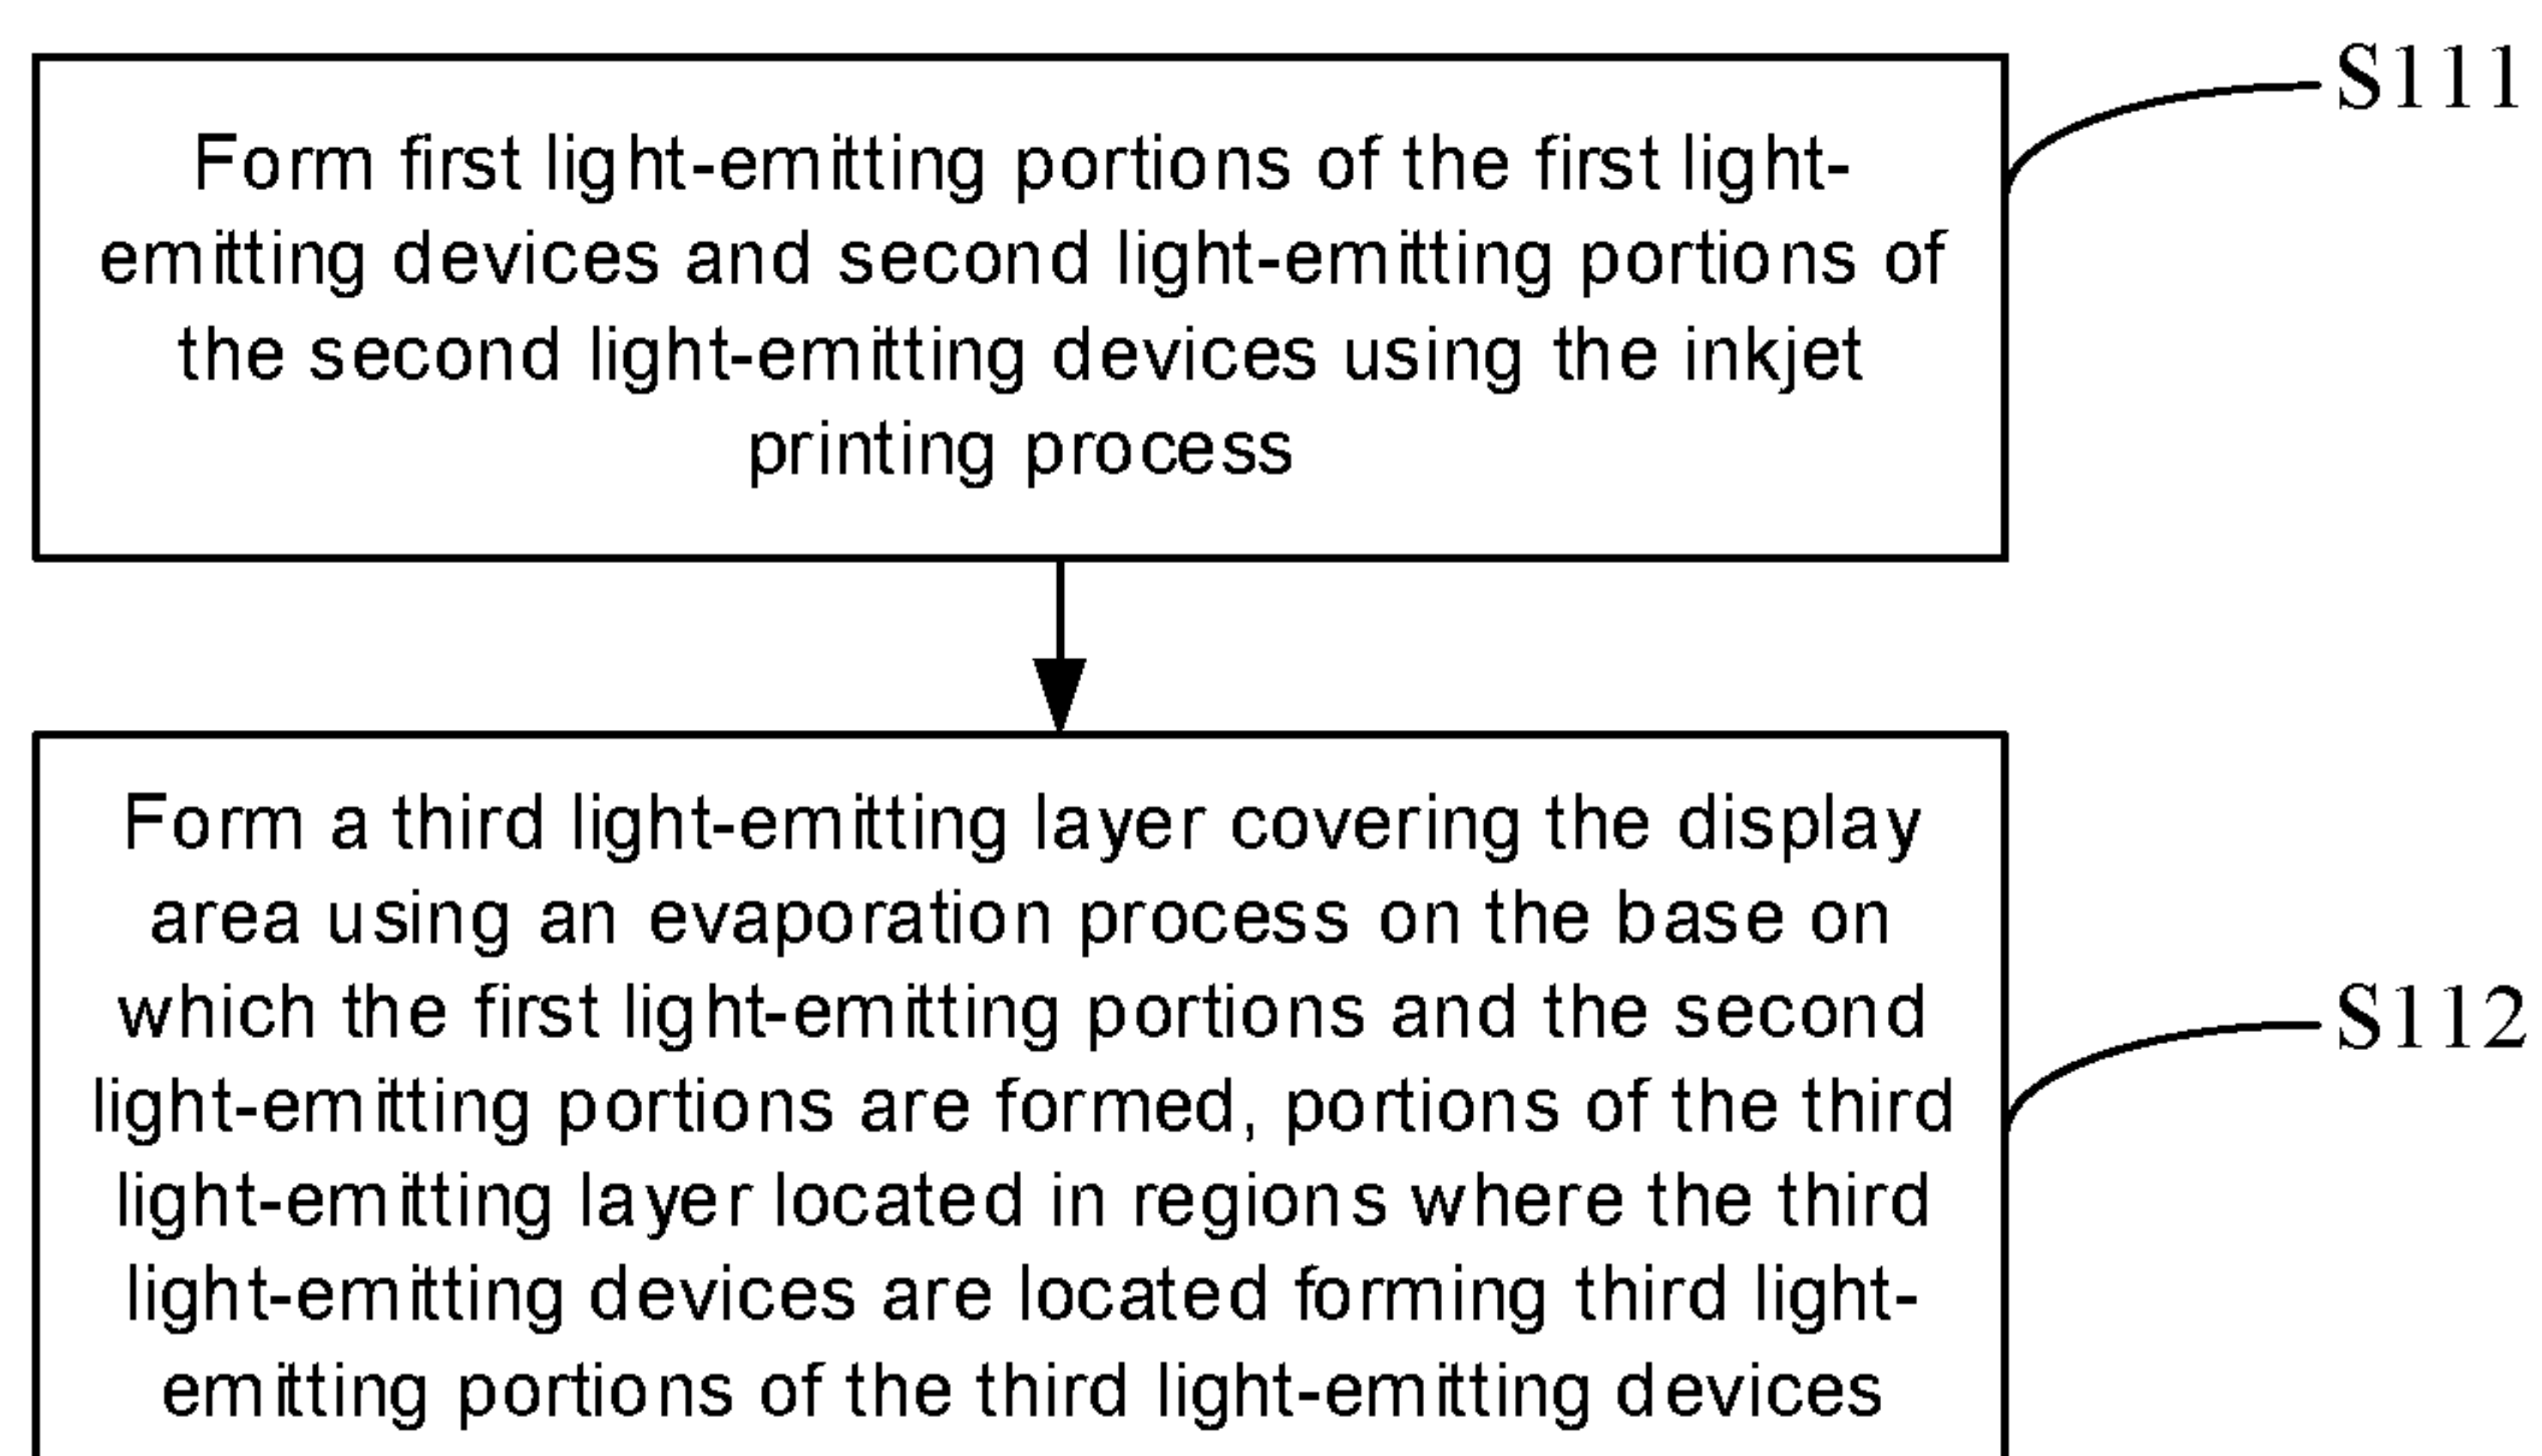 S111
Form first light-emitting portions of the first light-
emitting devices and second light-emitting portions of
the second light-emitting devices using the inkjet
printing process
Form a third light-emitting layer covering the display
area using an evaporation process on the base on
which the first light-emitting portions and the second
light-emitting portions are formed, portions of the third
light-emitting layer located in regions where the third
light-emitting devices are located forming third light-
emitting portions of the third light-emitting devices
S112